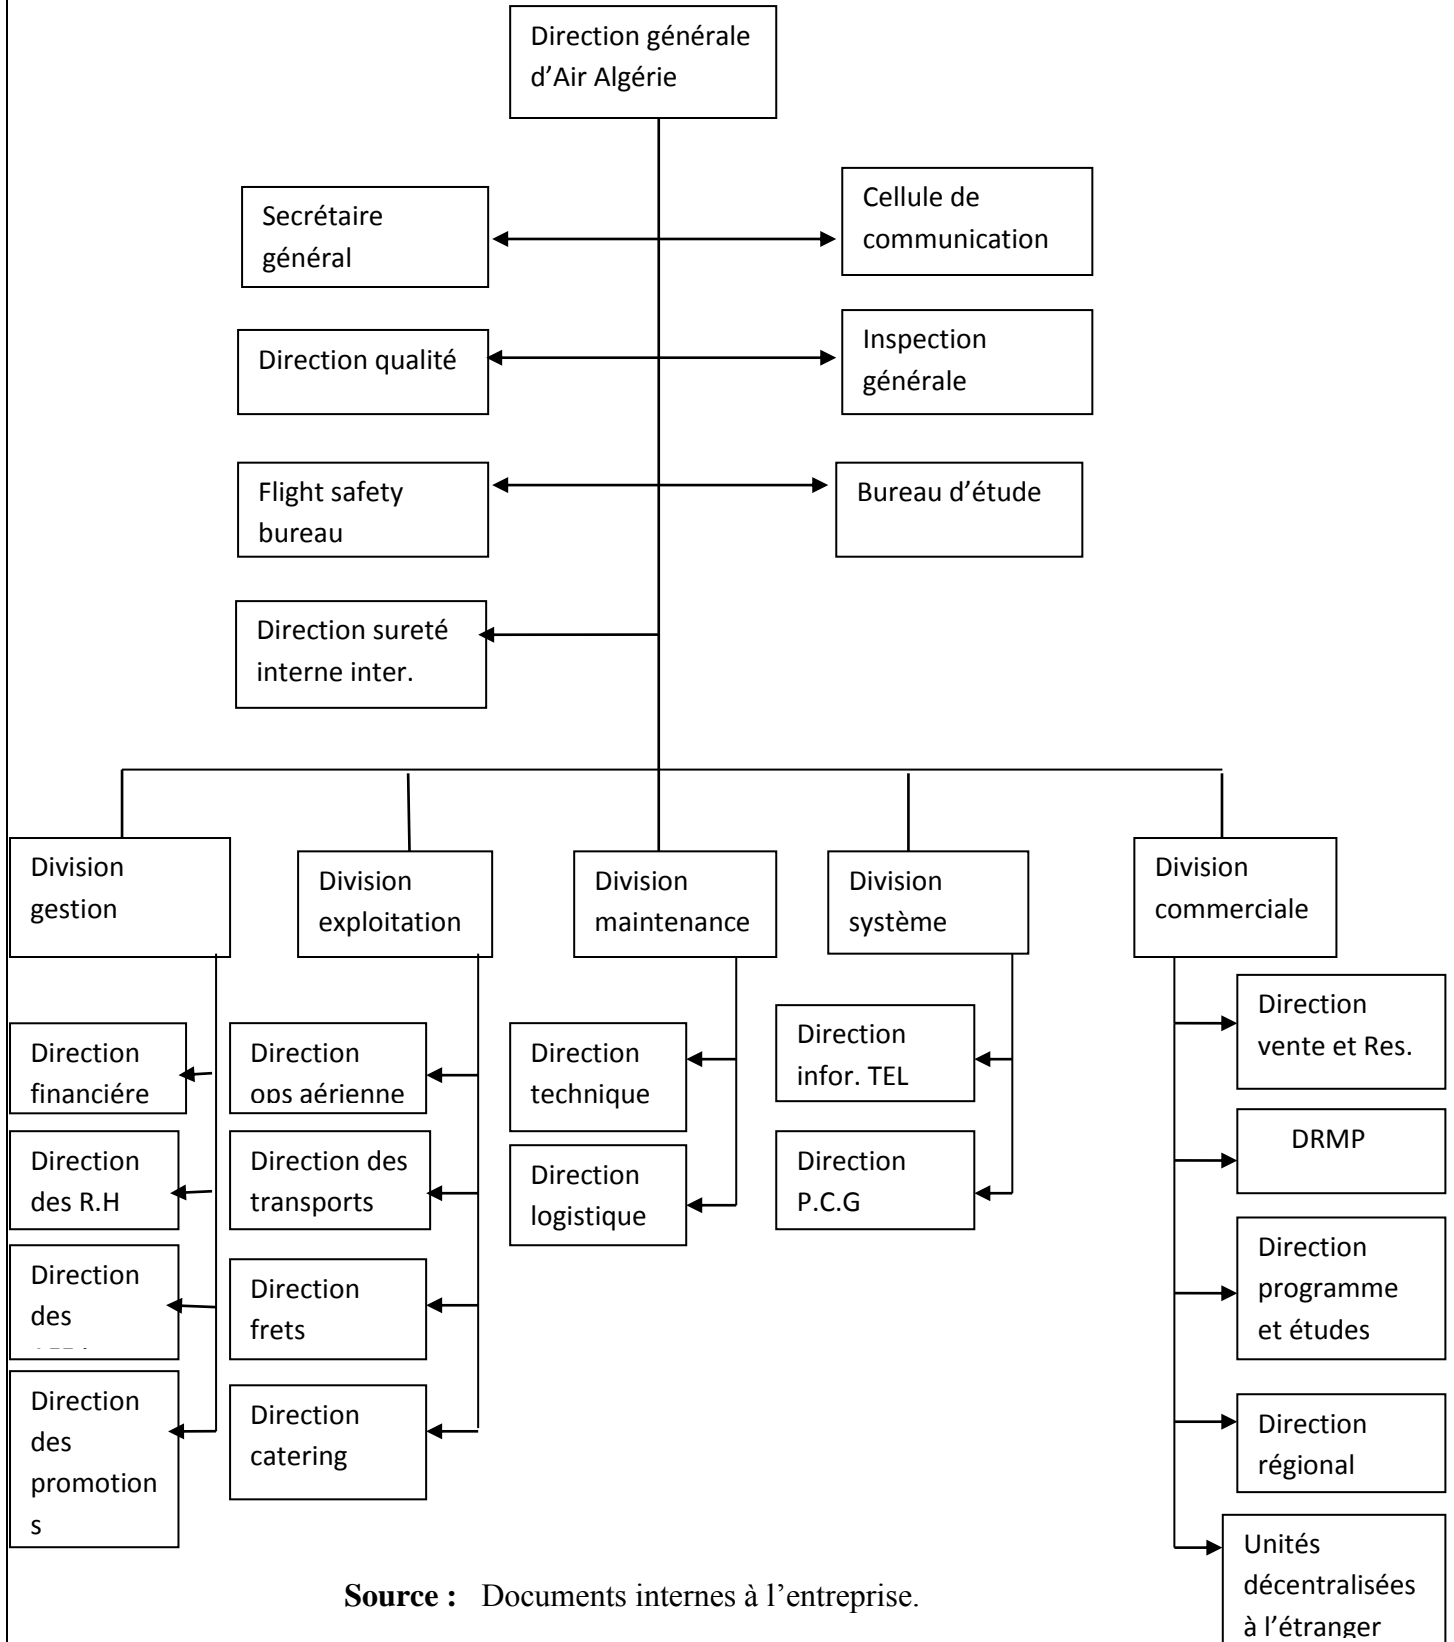 Direction générale
d’Air Algérie
Secrétaire
général
Cellule de
communication
Direction qualité
Inspection
générale
Flight safety
bureau
Bureau d’étude
Direction sureté
interne inter.
Division
gestion
Division
exploitation
Division
maintenance
Division
système
Division
commerciale
Direction
financiére
Direction
des R.H
Direction
des
Direction
des
promotion
s
Direction
ops aérienne
Direction des
transports
Direction
frets
Direction
catering
Direction
technique
Direction
logistique
Direction
infor. TEL
Direction
P.C.G
Direction
vente et Res.
DRMP
Direction
programme
et études
Direction
régional
Unités
décentralisées
à l’étranger
Source : Documents internes à l’entreprise.